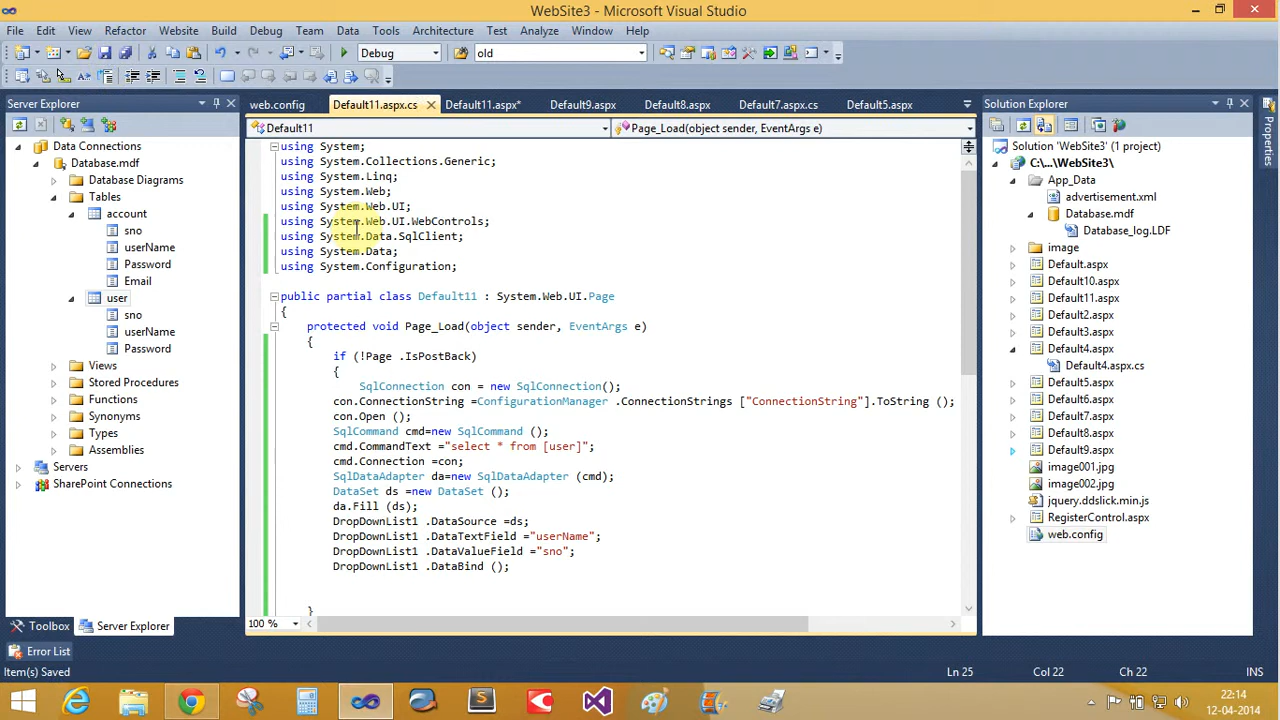 WebSite3 - Microsoft Visual Studio
File Edit View Refactor Website Build Debug Team Data Tools Architecture Test Analyze Window Help
Debug old
Server Explorer
Data Connections
Database.mdf
Database Diagrams
Tables
account
sno
userName
Password
Email
user
sno
userName
Password
Views
Stored Procedures
Functions
Synonyms
Types
Assemblies
Servers
SharePoint Connections
Toolbox Server Explorer
web.config Default11.aspx.cs Default11.aspx* Default9.aspx Default8.aspx Default7.aspx.cs Default5.aspx
Default11 Page_Load(object sender, EventArgs e)
using System;
using System.Collections.Generic;
using System.Linq;
using System.Web;
using System.Web.UI;
using System.Web.UI.WebControls;
using System.Data.SqlClient;
using System.Data;
using System.Configuration;
public partial class Default11 : System.Web.UI.Page
{
protected void Page_Load(object sender, EventArgs e)
{
if (!Page .IsPostBack)
{
SqlConnection con = new SqlConnection();
con.ConnectionString =ConfigurationManager .ConnectionStrings ["ConnectionString"].ToString ();
con.Open ();
SqlCommand cmd=new SqlCommand ();
cmd.CommandText ="select * from [user]";
cmd.Connection =con;
SqlDataAdapter da=new SqlDataAdapter (cmd);
DataSet ds =new DataSet ();
da.Fill (ds);
DropDownList1 .DataSource =ds;
DropDownList1 .DataTextField ="userName";
DropDownList1 .DataValueField ="sno";
DropDownList1 .DataBind ();
}
100 %
Solution Explorer
Solution 'WebSite3' (1 project)
C:\...\WebSite3\
App_Data
advertisement.xml
Database.mdf
Database_log.LDF
image
Default.aspx
Default10.aspx
Default11.aspx
Default2.aspx
Default3.aspx
Default4.aspx
Default4.aspx.cs
Default5.aspx
Default6.aspx
Default7.aspx
Default8.aspx
Default9.aspx
image001.jpg
image002.jpg
jquery.ddslick.min.js
RegisterControl.aspx
web.config
Properties
Error List
Item(s) Saved Ln 25 Col 22 Ch 22 INS
22:14
12-04-2014